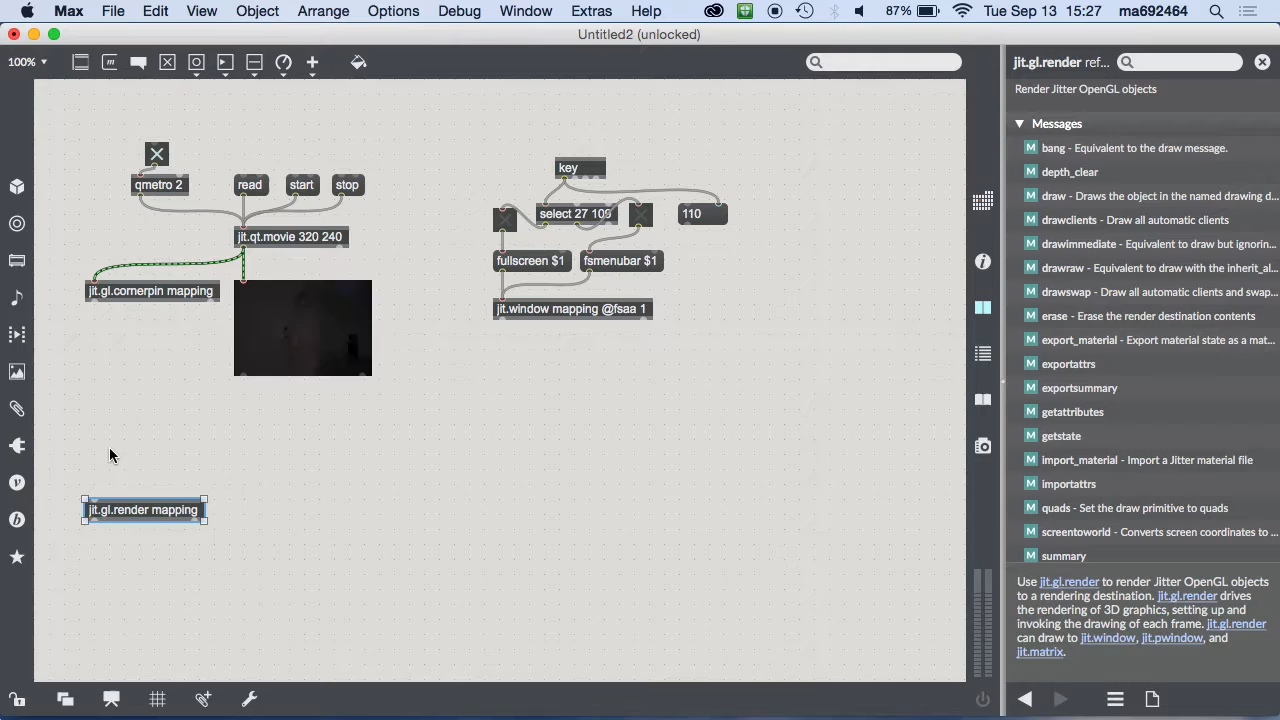 Max File Edit View Object Arrange Options Debug Window Extras Help 87% Tue Sep 13 15:27 ma692464
Untitled2 (unlocked)
100%
jit.gl.render ref...
Render Jitter OpenGL objects
Messages
bang - Equivalent to the draw message.
depth_clear
draw - Draws the object in the named drawing d...
drawclients - Draw all automatic clients
drawimmediate - Equivalent to draw but ignorin...
drawraw - Equivalent to draw with the inherit_al...
drawswap - Draw all automatic clients and swap...
erase - Erase the render destination contents
export_material - Export material state as a mat...
exportattrs
exportsummary
getattributes
getstate
import_material - Import a Jitter material file
importattrs
quads - Set the draw primitive to quads
screentoworld - Converts screen coordinates to ...
summary
Use jit.gl.render to render Jitter OpenGL objects
to a rendering destination. jit.gl.render drives
the rendering of 3D graphics, setting up and
invoking the drawing of each frame. jit.gl.render
can draw to jit.window, jit.pwindow, and
jit.matrix.
key
qmetro 2 read start stop
select 27 109 110
jit.qt.movie 320 240
fullscreen $1 fsmenubar $1
jit.gl.cornerpin mapping
jit.window mapping @fsaa 1
jit.gl.render mapping